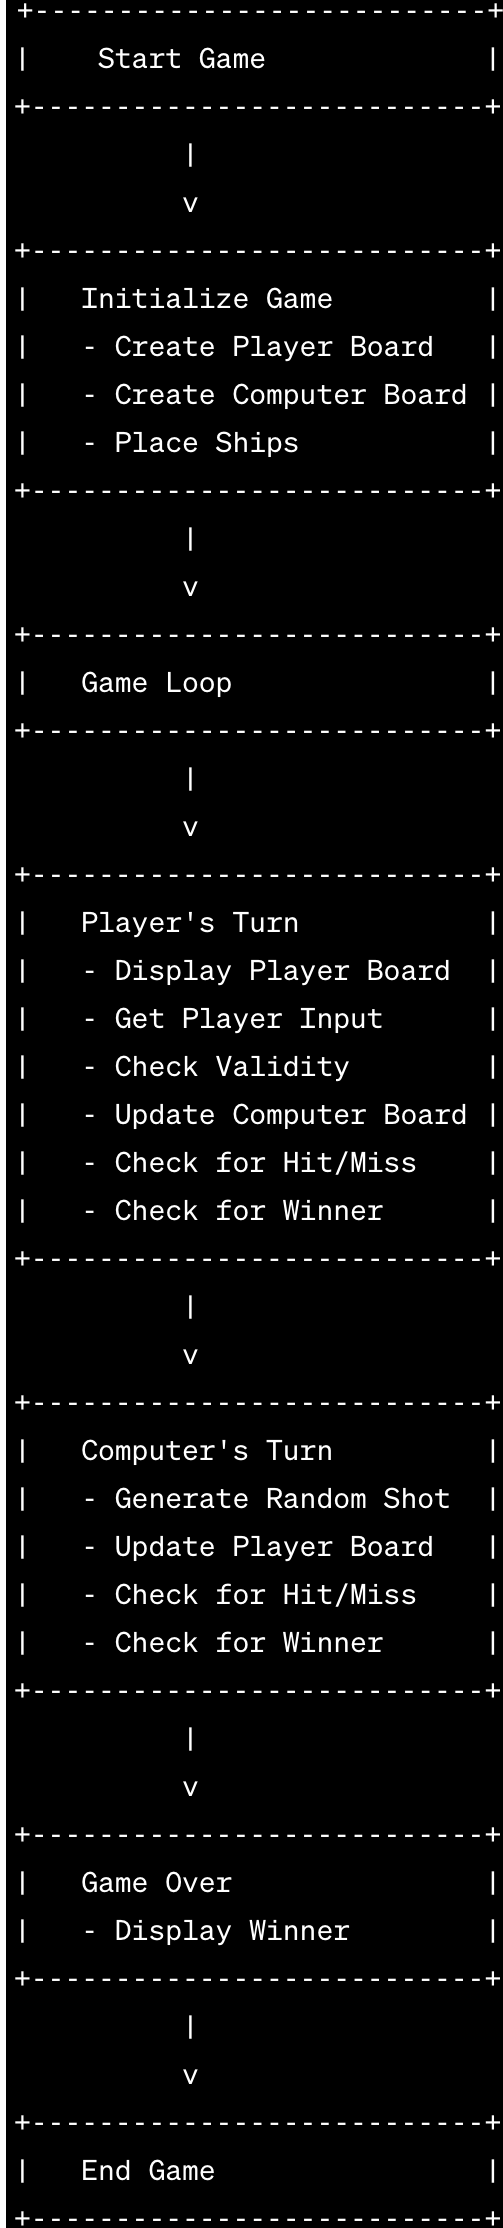 +---------------------------+
|    Start Game             |
+---------------------------+
          |
          v
+---------------------------+
|   Initialize Game         |
|   - Create Player Board   |
|   - Create Computer Board |
|   - Place Ships           |
+---------------------------+
          |
          v
+---------------------------+
|   Game Loop               |
+---------------------------+
          |
          v
+---------------------------+
|   Player's Turn           |
|   - Display Player Board  |
|   - Get Player Input      |
|   - Check Validity        |
|   - Update Computer Board |
|   - Check for Hit/Miss    |
|   - Check for Winner      |
+---------------------------+
          |
          v
+---------------------------+
|   Computer's Turn         |
|   - Generate Random Shot  |
|   - Update Player Board   |
|   - Check for Hit/Miss    |
|   - Check for Winner      |
+---------------------------+
          |
          v
+---------------------------+
|   Game Over               |
|   - Display Winner        |
+---------------------------+
          |
          v
+---------------------------+
|   End Game                |
+---------------------------+